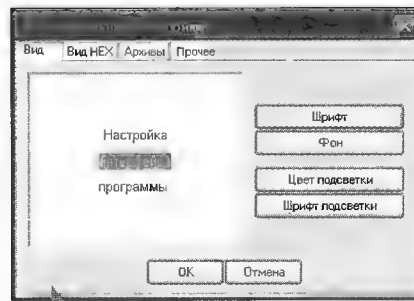 Вид Вид HEX Архивы Прочее
Настройка
программы
Шрифт
Фон
Цвет подсветки
Шрифт подсветки
OK Отмена